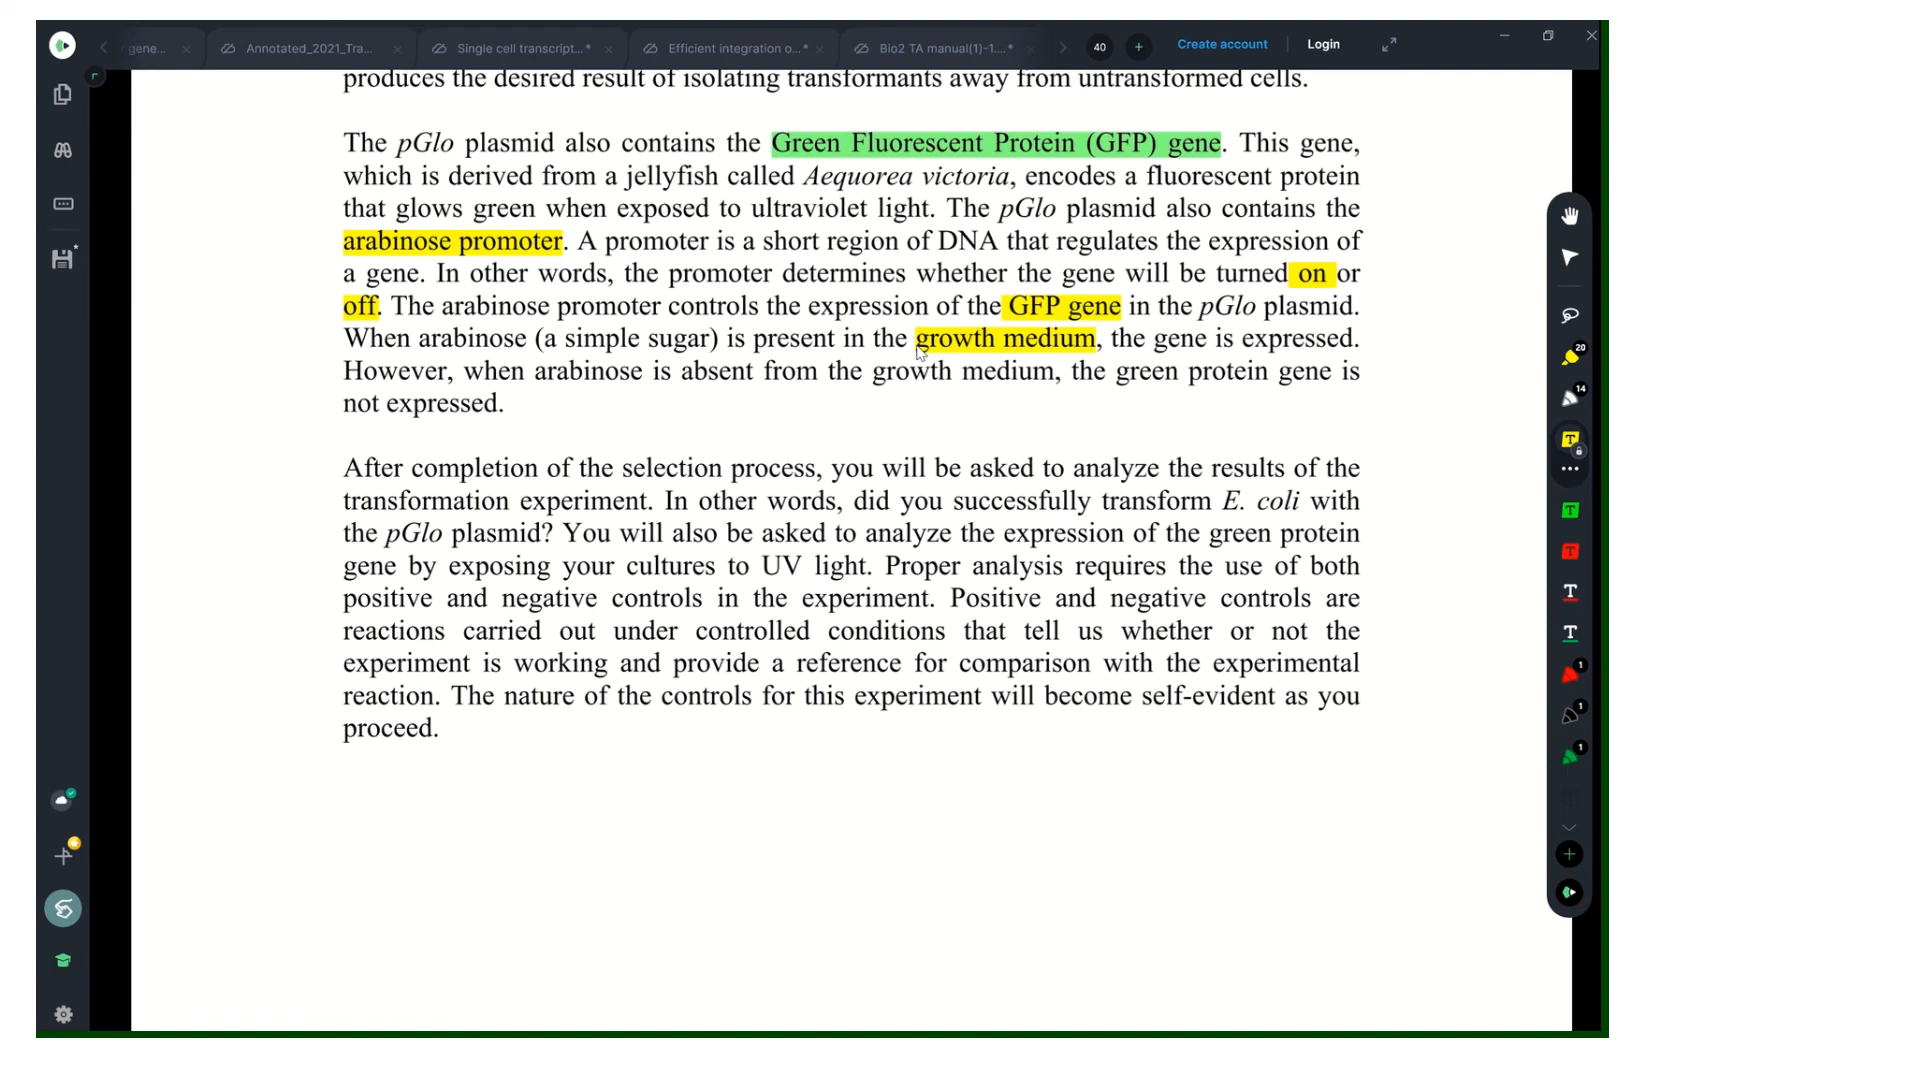 gene...
Annotated_2021_Tra...
Single cell transcript...*
Efficient integration o...*
Bio2 TA manual(1)-1....*
40
Create account
Login
produces the desired result of isolating transformants away from untransformed cells.
The pGlo plasmid also contains the Green Fluorescent Protein (GFP) gene. This gene,
which is derived from a jellyfish called Aequorea victoria, encodes a fluorescent protein
that glows green when exposed to ultraviolet light. The pGlo plasmid also contains the
arabinose promoter. A promoter is a short region of DNA that regulates the expression of
a gene. In other words, the promoter determines whether the gene will be turned on or
off. The arabinose promoter controls the expression of the GFP gene in the pGlo plasmid.
When arabinose (a simple sugar) is present in the growth medium, the gene is expressed.
However, when arabinose is absent from the growth medium, the green protein gene is
not expressed.
After completion of the selection process, you will be asked to analyze the results of the
transformation experiment. In other words, did you successfully transform E. coli with
the pGlo plasmid? You will also be asked to analyze the expression of the green protein
gene by exposing your cultures to UV light. Proper analysis requires the use of both
positive and negative controls in the experiment. Positive and negative controls are
reactions carried out under controlled conditions that tell us whether or not the
experiment is working and provide a reference for comparison with the experimental
reaction. The nature of the controls for this experiment will become self-evident as you
proceed.
20
14
T
T
T
T
T
1
1
1